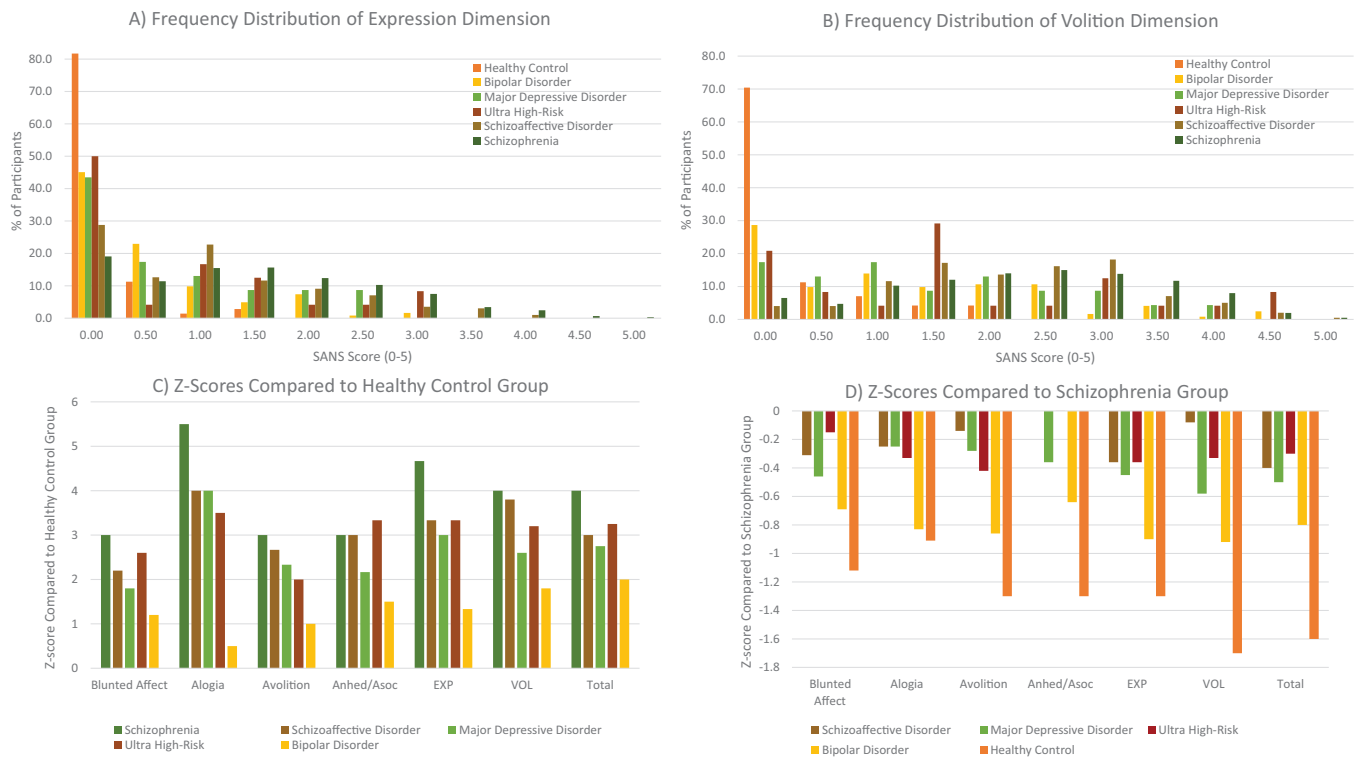 A) Frequency Distribution of Expression Dimension
80.0
70.0
60.0
50.0
40.0
30.0
20.0
10.0
0.0
% of Participants
Healthy Control
Bipolar Disorder
Major Depressive Disorder
Ultra High-Risk
Schizoaffective Disorder
Schizophrenia
0.00 0.50 1.00 1.50 2.00 2.50 3.00 3.50 4.00 4.50 5.00
SANS Score (0-5)
B) Frequency Distribution of Volition Dimension
80.0
70.0
60.0
50.0
40.0
30.0
20.0
10.0
0.0
% of Participants
Healthy Control
Bipolar Disorder
Major Depressive Disorder
Ultra High-Risk
Schizoaffective Disorder
Schizophrenia
0.00 0.50 1.00 1.50 2.00 2.50 3.00 3.50 4.00 4.50 5.00
SANS Score (0-5)
C) Z-Scores Compared to Healthy Control Group
6
5
4
3
2
1
0
Z-score Compared to Healthy Control Group
Blunted Affect Alogia Avolition Anhed/Asoc EXP VOL Total
Schizophrenia Schizoaffective Disorder Major Depressive Disorder
Ultra High-Risk Bipolar Disorder
D) Z-Scores Compared to Schizophrenia Group
0
-0.2
-0.4
-0.6
-0.8
-1
-1.2
-1.4
-1.6
-1.8
Z-score Compared to Schizophrenia Group
Blunted Alogia Avolition Anhed/Asoc EXP VOL Total
Affect
Schizoaffective Disorder Major Depressive Disorder Ultra High-Risk
Bipolar Disorder Healthy Control